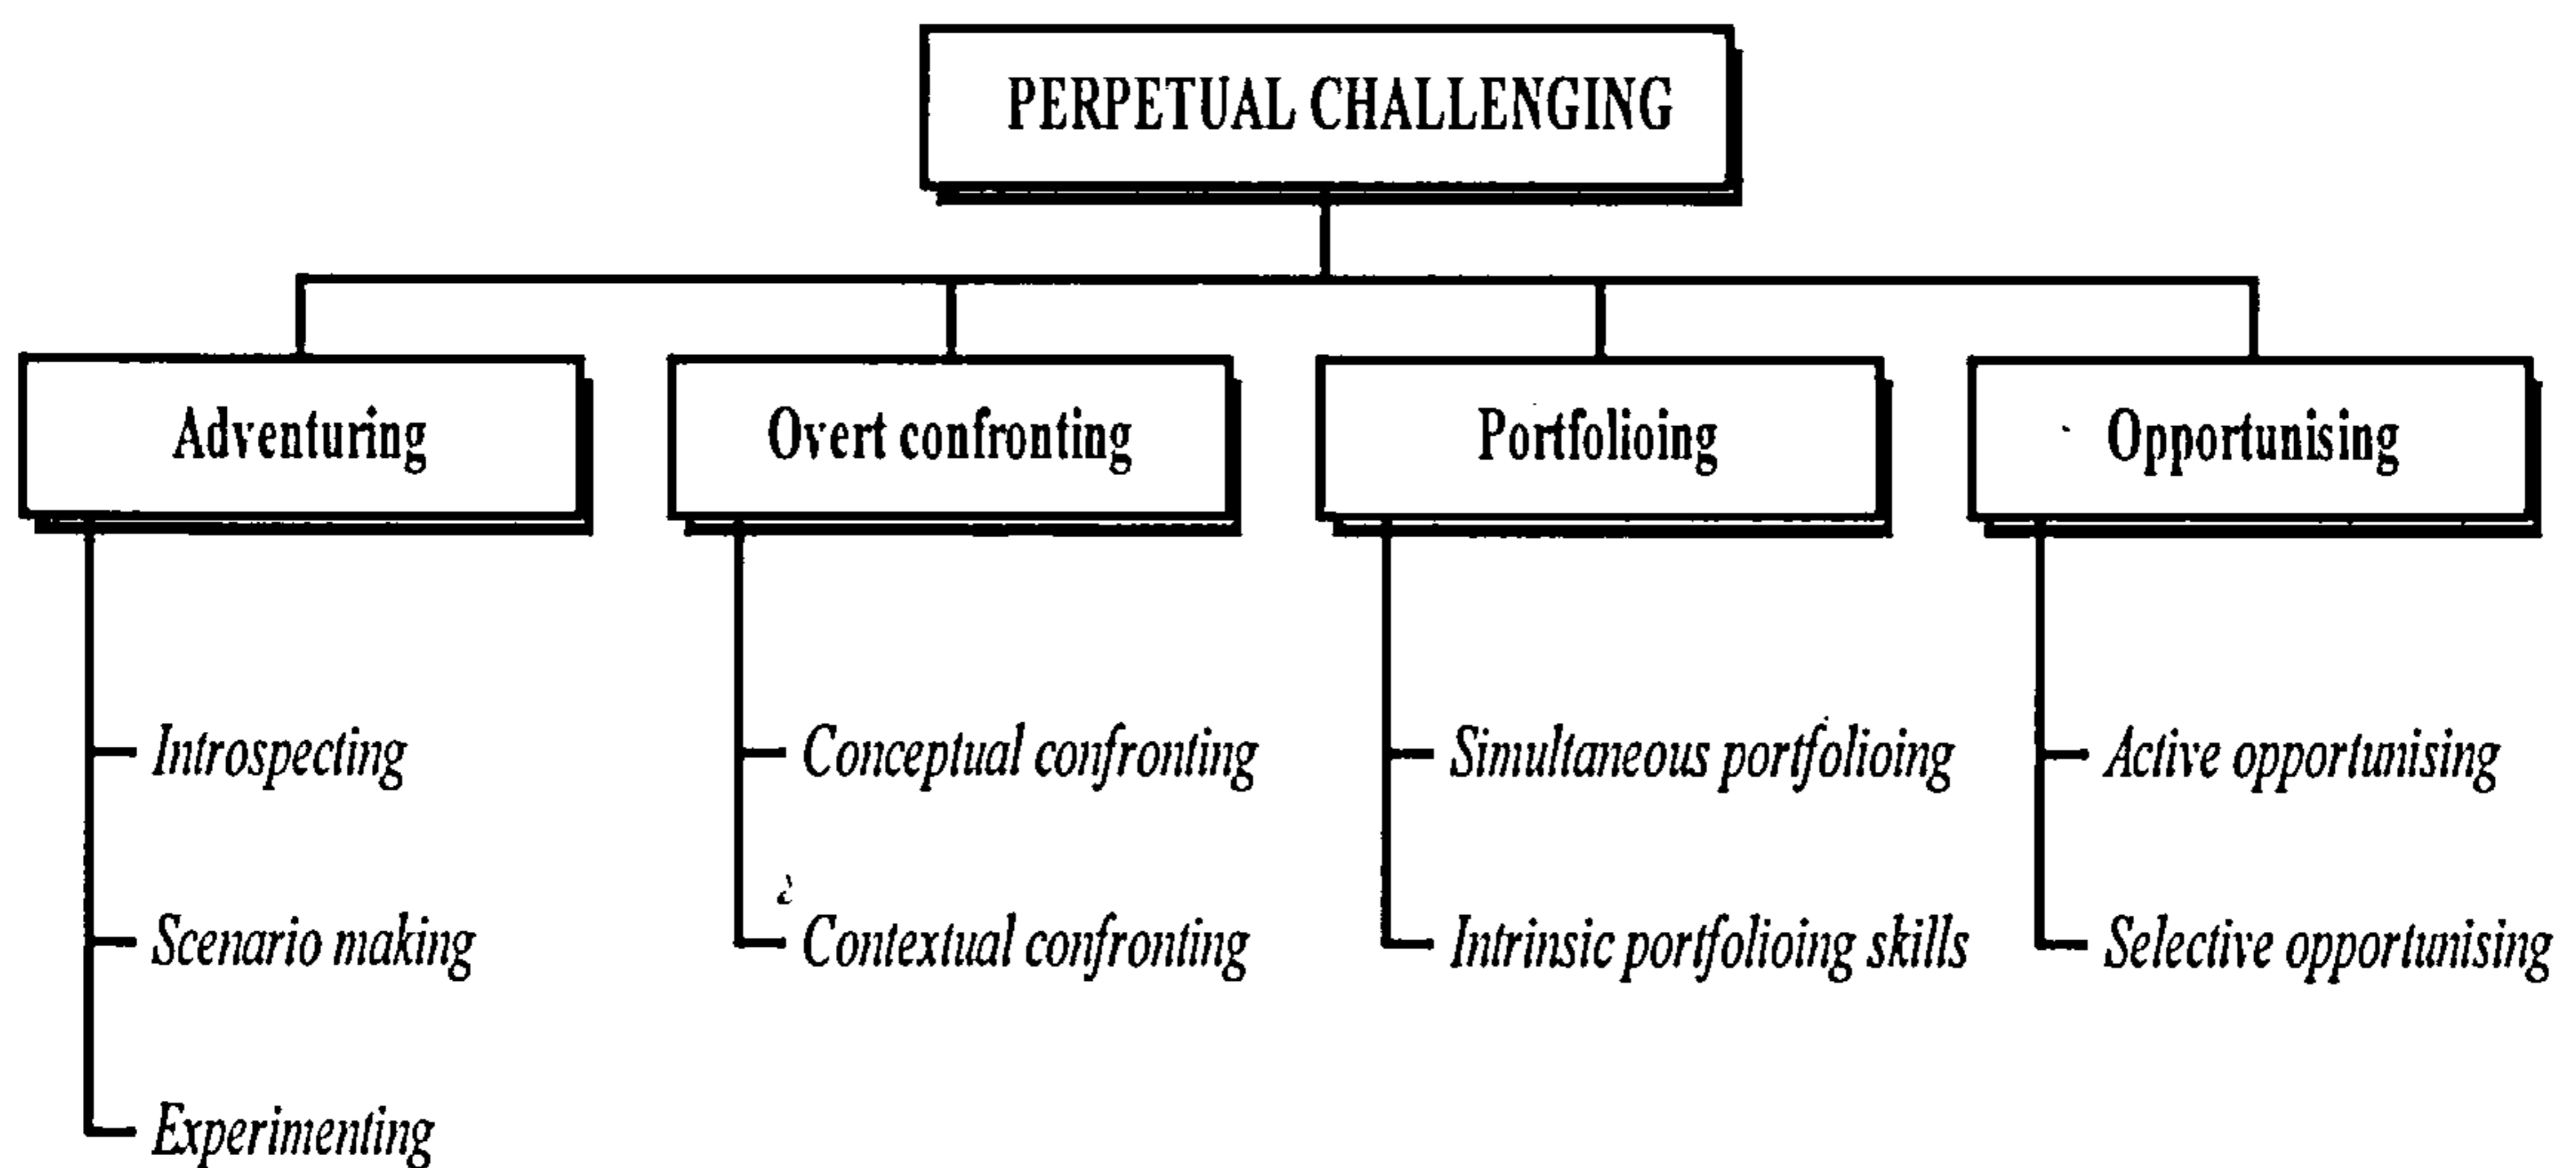 PERPETUAL CHALLENGING
Adventuring
Overt confronting
Portfolioing
Opportunising
Introspecting
Scenario making
Experimenting
Conceptual confronting
Contextual confronting
Simultaneous portfolioing
Intrinsic portfolioing skills
Active opportunising
Selective opportunising